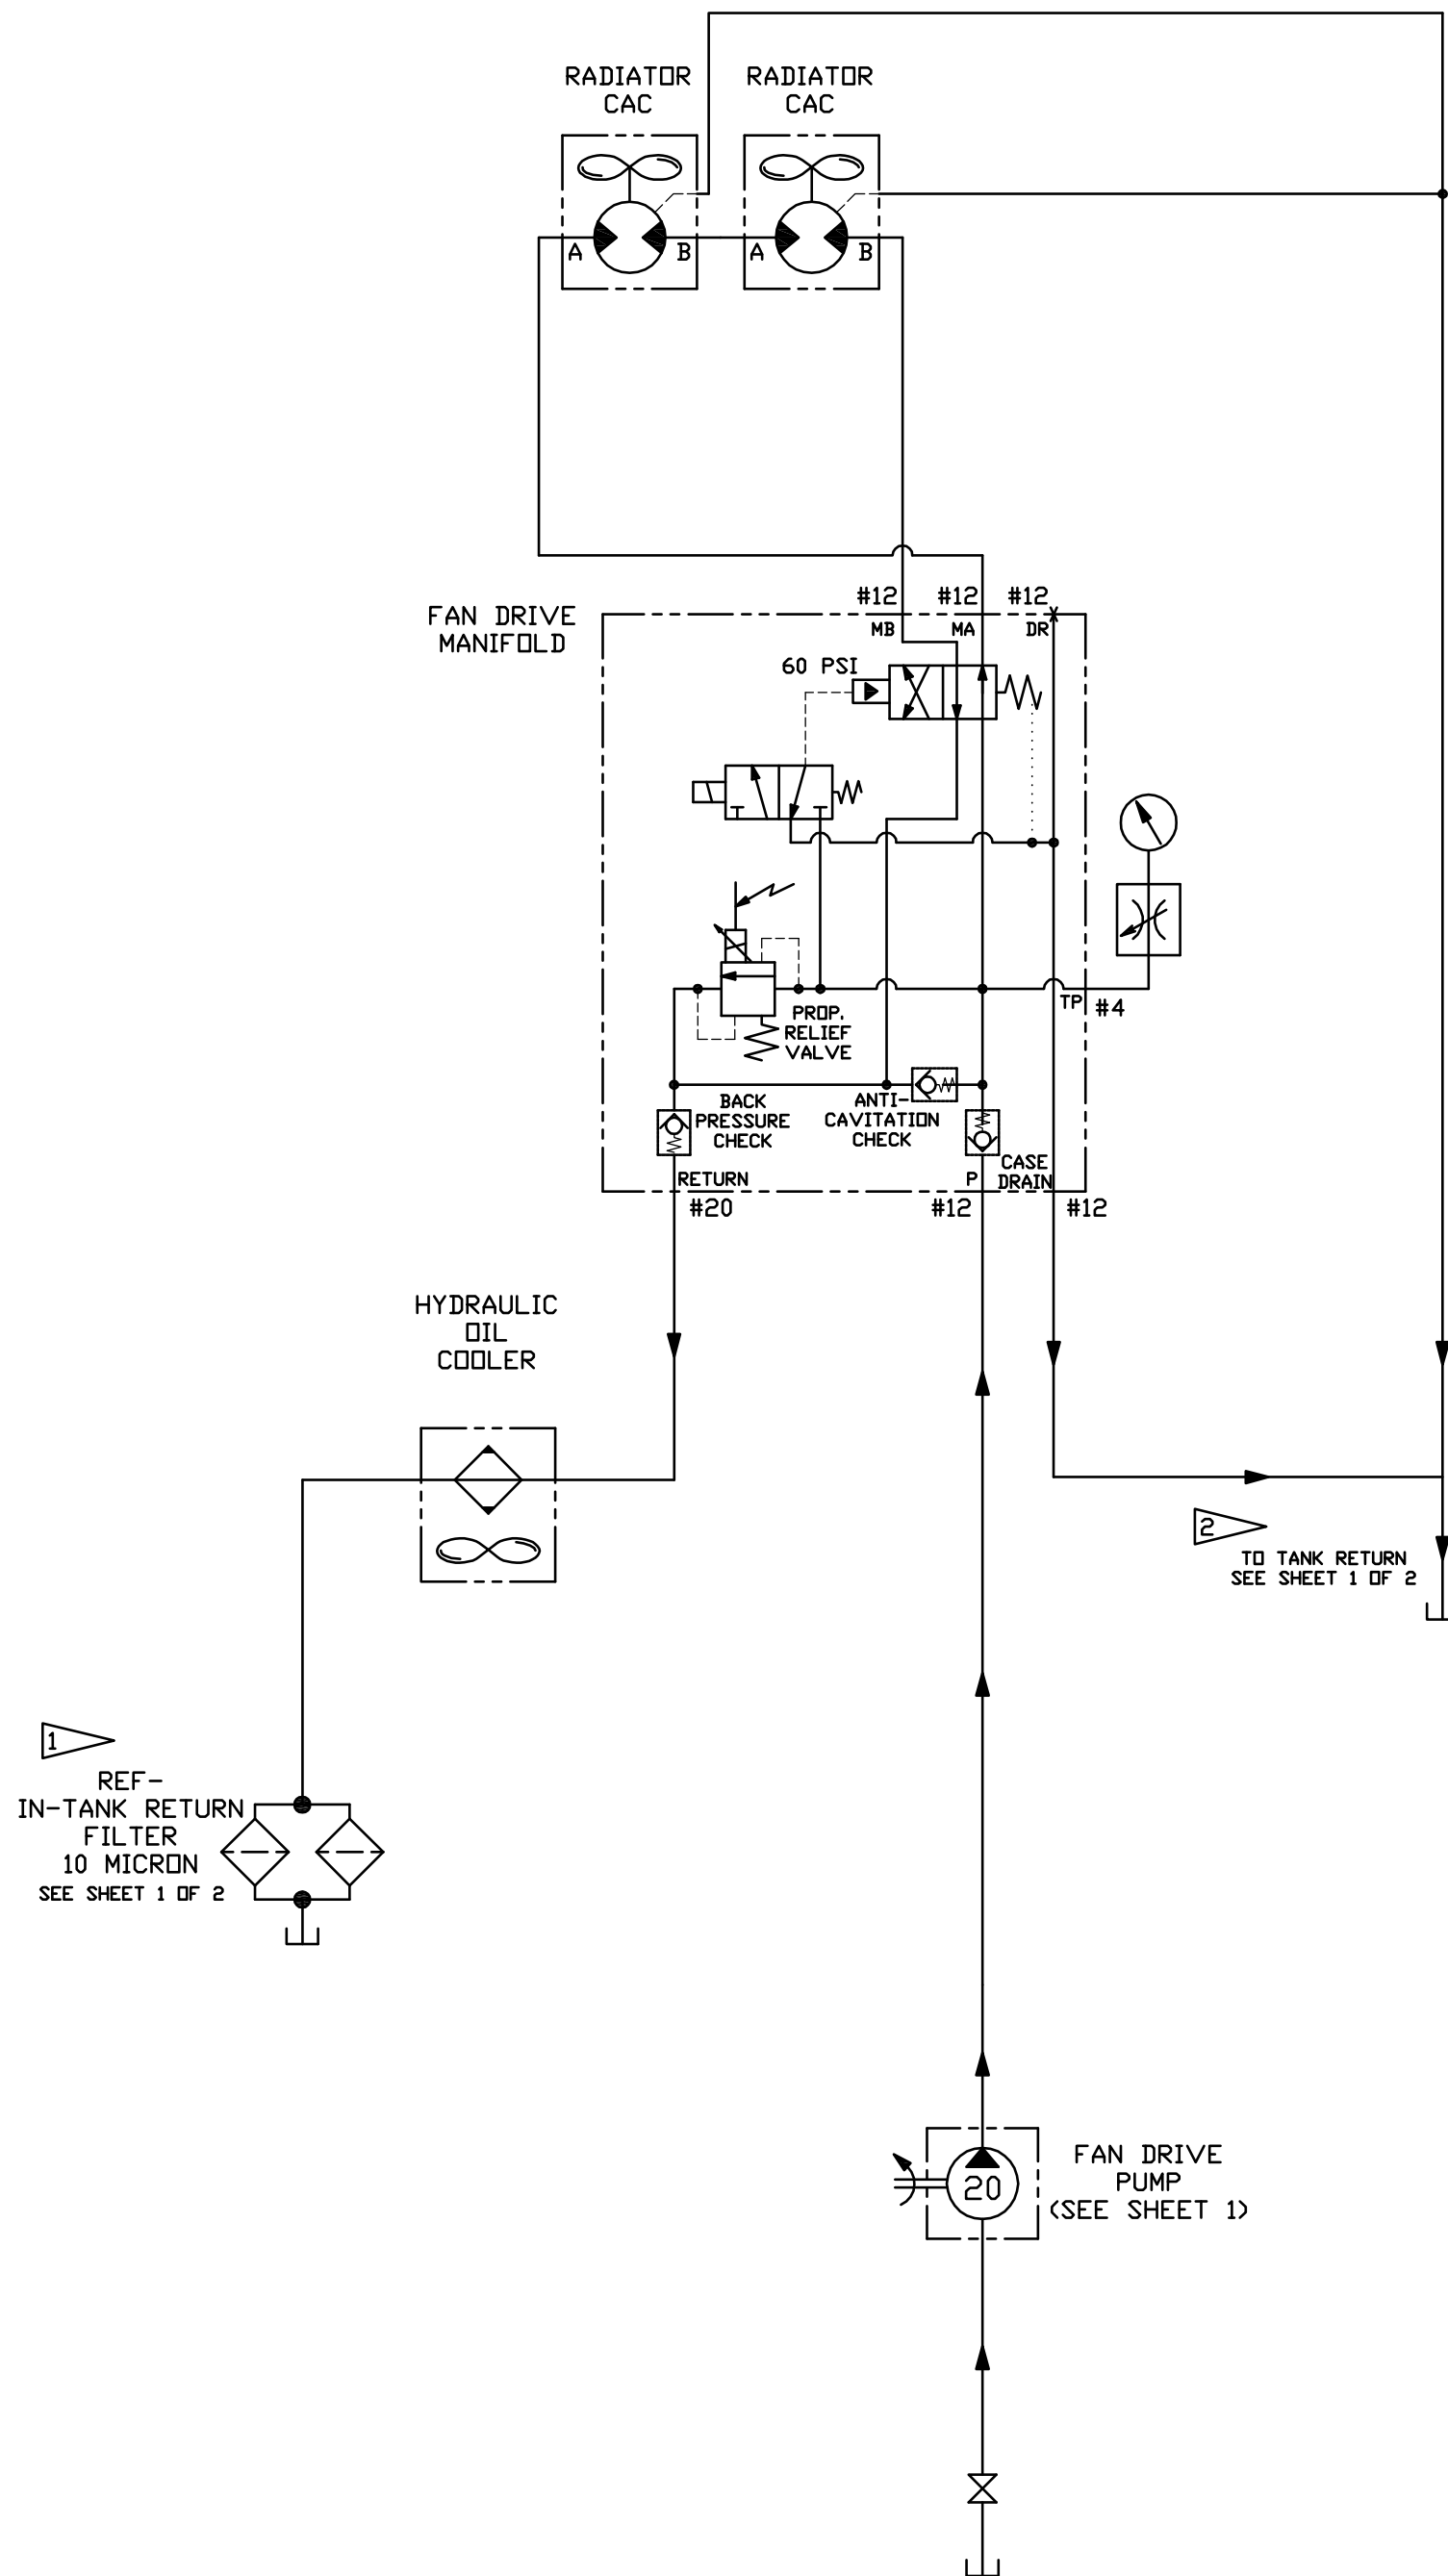 RADIATOR
CAC
RADIATOR
CAC
A
B
A
B
FAN DRIVE
MANIFOLD
#12
#12
#12
MB
MA
DR
60 PSI
PROP.
RELIEF
VALVE
TP
#4
BACK
PRESSURE
CHECK
ANTI-
CAVITATION
CHECK
CASE
DRAIN
RETURN
P
#20
#12
#12
HYDRAULIC
OIL
COOLER
2
TO TANK RETURN
SEE SHEET 1 OF 2
1
REF-
IN-TANK RETURN
FILTER
10 MICRON
SEE SHEET 1 OF 2
20
FAN DRIVE
PUMP
(SEE SHEET 1)